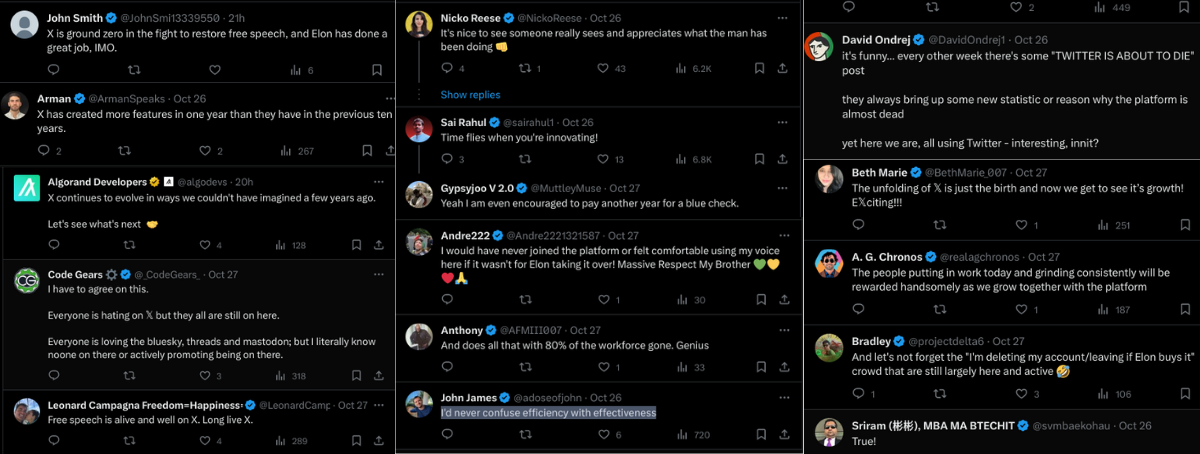 John Smith @JohnSmi13339550 · 21h
X is ground zero in the fight to restore free speech, and Elon has done a
great job, IMO.
6
Arman @ArmanSpeaks · Oct 26
X has created more features in one year than they have in the previous ten
years.
2 2 267
Algorand Developers @algodevs · 20h
X continues to evolve in ways we couldn't have imagined a few years ago.
Let's see what's next 🤝
4 128
Code Gears @_CodeGears_ · Oct 27
I have to agree on this.
Everyone is hating on 𝕏 but they all are still on here.
Everyone is loving the bluesky, threads and mastodon; but I literally know
noone on there or actively promoting being on there.
3 318
Leonard Campagna Freedom=Happiness= @LeonardCamp · Oct 27
Free speech is alive and well on X. Long live X.
4 289
Nicko Reese @NickoReese · Oct 26
It's nice to see someone really sees and appreciates what the man has
been doing 👊
4 1 43 6.2K
Show replies
Sai Rahul @sairahul1 · Oct 26
Time flies when you're innovating!
3 13 6.8K
Gypsyjoo V 2.0 @MuttleyMuse · Oct 27
Yeah I am even encouraged to pay another year for a blue check.
Andre222 @Andre2221321587 · Oct 27
I would have never joined the platform or felt comfortable using my voice
here if it wasn't for Elon taking it over! Massive Respect My Brother 💚💛
❤️🙏
1 30
Anthony @AFMIII007 · Oct 27
And does all that with 80% of the workforce gone. Genius
1 33
John James @adoseofjohn · Oct 26
I'd never confuse efficiency with effectiveness
6 720
2 449
David Ondrej @DavidOndrej1 · Oct 26
it's funny... every other week there's some "TWITTER IS ABOUT TO DIE"
post
they always bring up some new statistic or reason why the platform is
almost dead
yet here we are, all using Twitter - interesting, innit?
Beth Marie @BethMarie_007 · Oct 27
The unfolding of 𝕏 is just the birth and now we get to see it's growth!
E𝕏citing!!!
1 251
A. G. Chronos @realagchronos · Oct 27
The people putting in work today and grinding consistently will be
rewarded handsomely as we grow together with the platform
1 187
Bradley @projectdelta6 · Oct 27
And let's not forget the "I'm deleting my account/leaving if Elon buys it"
crowd that are still largely here and active 🤣
1 3 106
Sriram (彬彬), MBA MA BTECHIT @svmbaekohau · Oct 26
True!